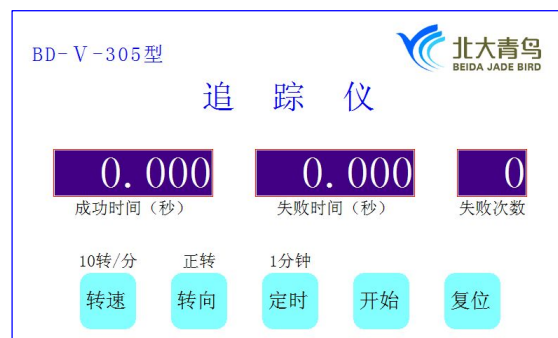 BD-Ⅴ-305型
北大青鸟
BEIDA JADE BIRD
追 踪 仪
0.000 0.000 0
成功时间（秒） 失败时间（秒） 失败次数
10转/分 正转 1分钟
转速 转向 定时 开始 复位